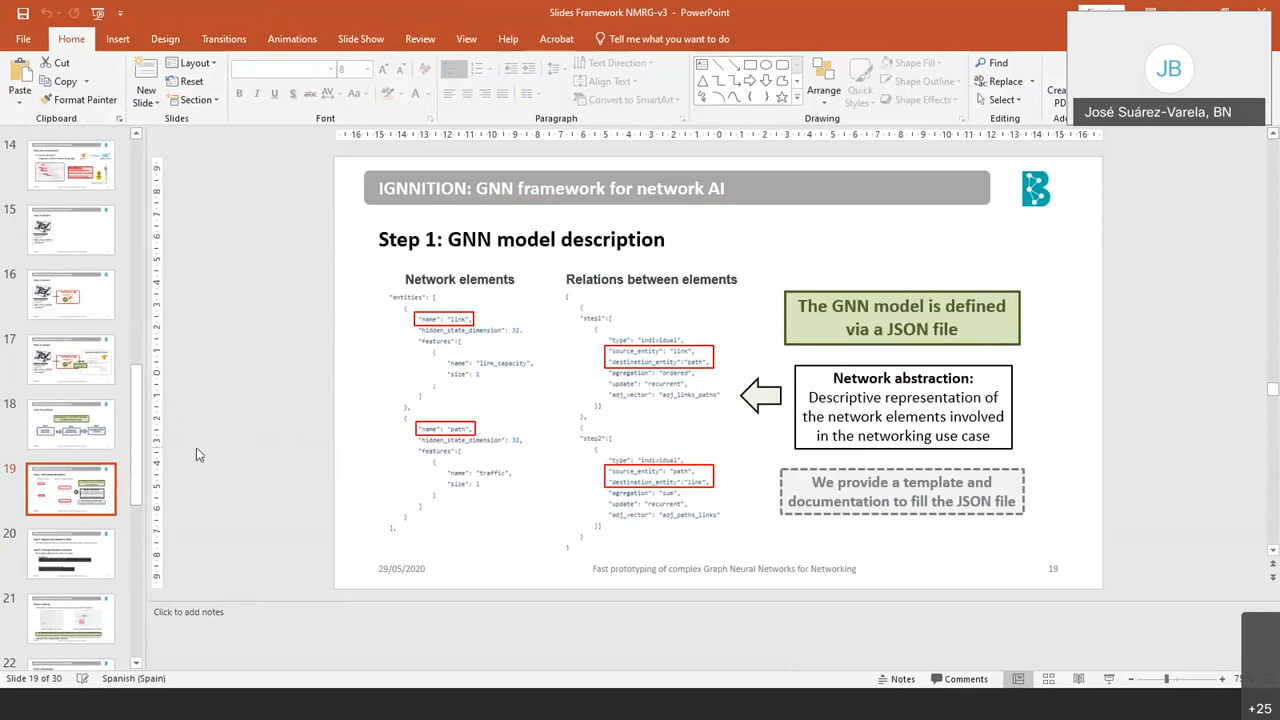 Slides Framework NMRG-v3 - PowerPoint
File Home Insert Design Transitions Animations Slide Show Review View Help Acrobat Tell me what you want to do
Cut
Copy
Format Painter
Paste
Clipboard
New
Slide
Layout
Reset
Section
Slides
8
Font
Text Direction
Align Text
Convert to SmartArt
Paragraph
Arrange
Quick
Styles
Shape Fill
Shape Outline
Shape Effects
Drawing
Find
Replace
Select
Editing
JB
José Suárez-Varela, BN
14
15
16
17
18
19
20
21
22
IGNNITION: GNN framework for network AI
Step 1: GNN model description
Network elements
"entities": [
{
"name": "link",
"hidden_state_dimension": 32,
"features":[
{
"name": "link_capacity",
"size": 1
}
]
},
{
"name": "path",
"hidden_state_dimension": 32,
"features":[
{
"name": "traffic",
"size": 1
}
]
}
],
Relations between elements
[
{
"step1":[
{
"type": "individual",
"source_entity": "link",
"destination_entity":"path",
"agregation": "ordered",
"update": "recurrent",
"adj_vector": "adj_links_paths"
}]
},
{
"step2":[
{
"type": "individual",
"source_entity": "path",
"destination_entity":"link",
"agregation": "sum",
"update": "recurrent",
"adj_vector": "adj_paths_links"
}]
}
]
The GNN model is defined
via a JSON file
Network abstraction:
Descriptive representation of
the network elements involved
in the networking use case
We provide a template and
documentation to fill the JSON file
29/05/2020
Fast prototyping of complex Graph Neural Networks for Networking
19
Click to add notes
Slide 19 of 30
Spanish (Spain)
Notes
Comments
+25